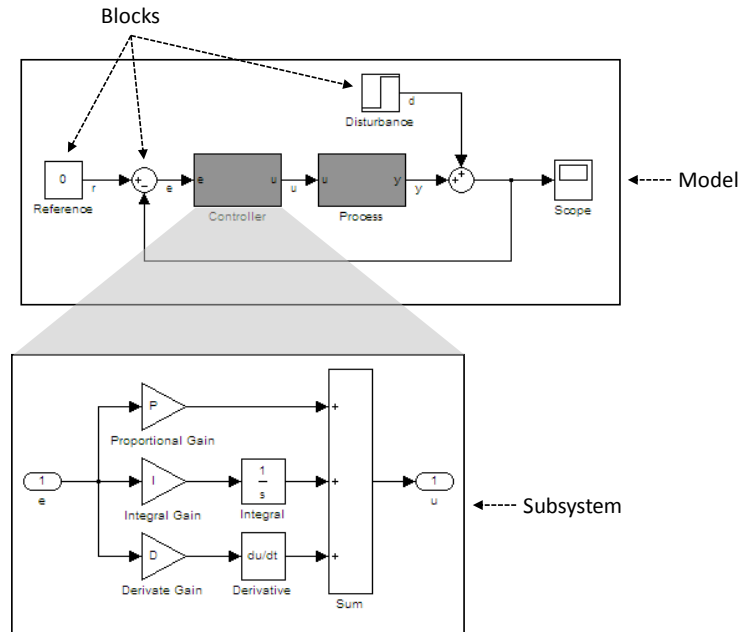 Blocks
d
Disturbance
0
r
Reference
+
−
e
e
u
Controller
u
u
y
Process
y
+
+
Scope
Model
P
Proportional Gain
+
1
e
I
Integral Gain
1
s
Integral
+
1
u
Subsystem
D
Derivate Gain
du/dt
Derivative
+
Sum